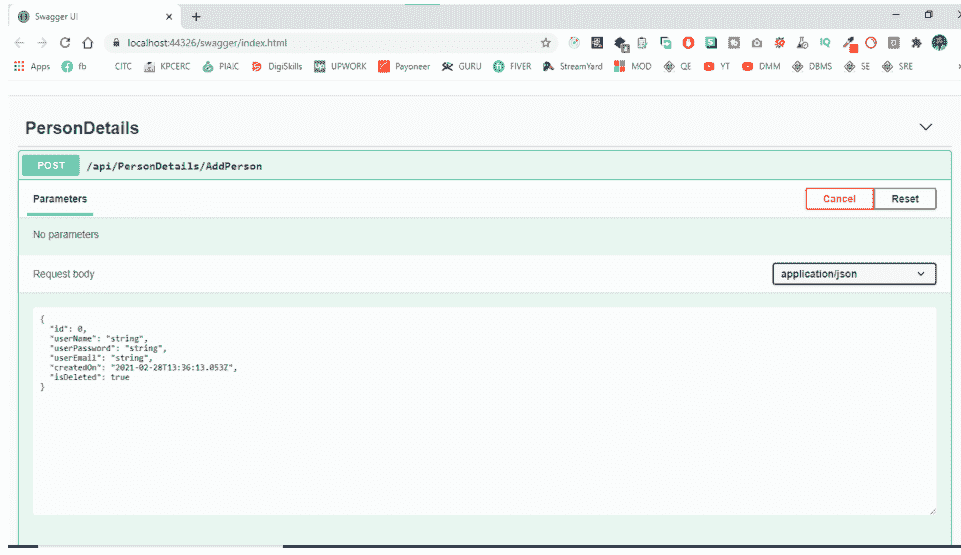 Swagger UI
localhost:44326/swagger/index.html
Apps fb CITC KPCERC PIAIC DigiSkills UPWORK Payoneer GURU FIVER StreamYard MOD QE YT DMM DBMS SE SRE
PersonDetails
POST /api/PersonDetails/AddPerson
Parameters Cancel Reset
No parameters
Request body application/json
{
"id": 0,
"userName": "string",
"userPassword": "string",
"userEmail": "string",
"createdOn": "2021-02-28T13:36:13.053Z",
"isDeleted": true
}